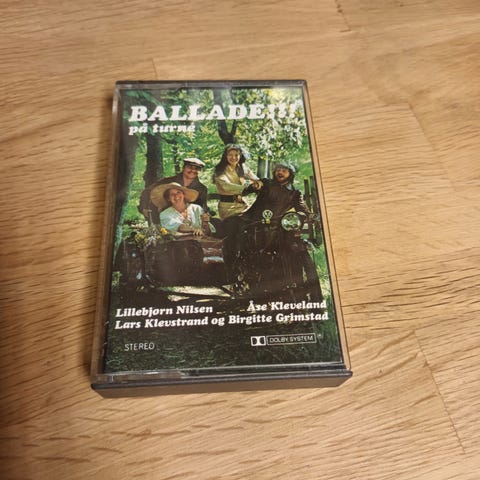 BALLADE!!!
på turné
Lillebjørn Nilsen Åse Kleveland
Lars Klevstrand og Birgitte Grimstad
STEREO DOLBY SYSTEM